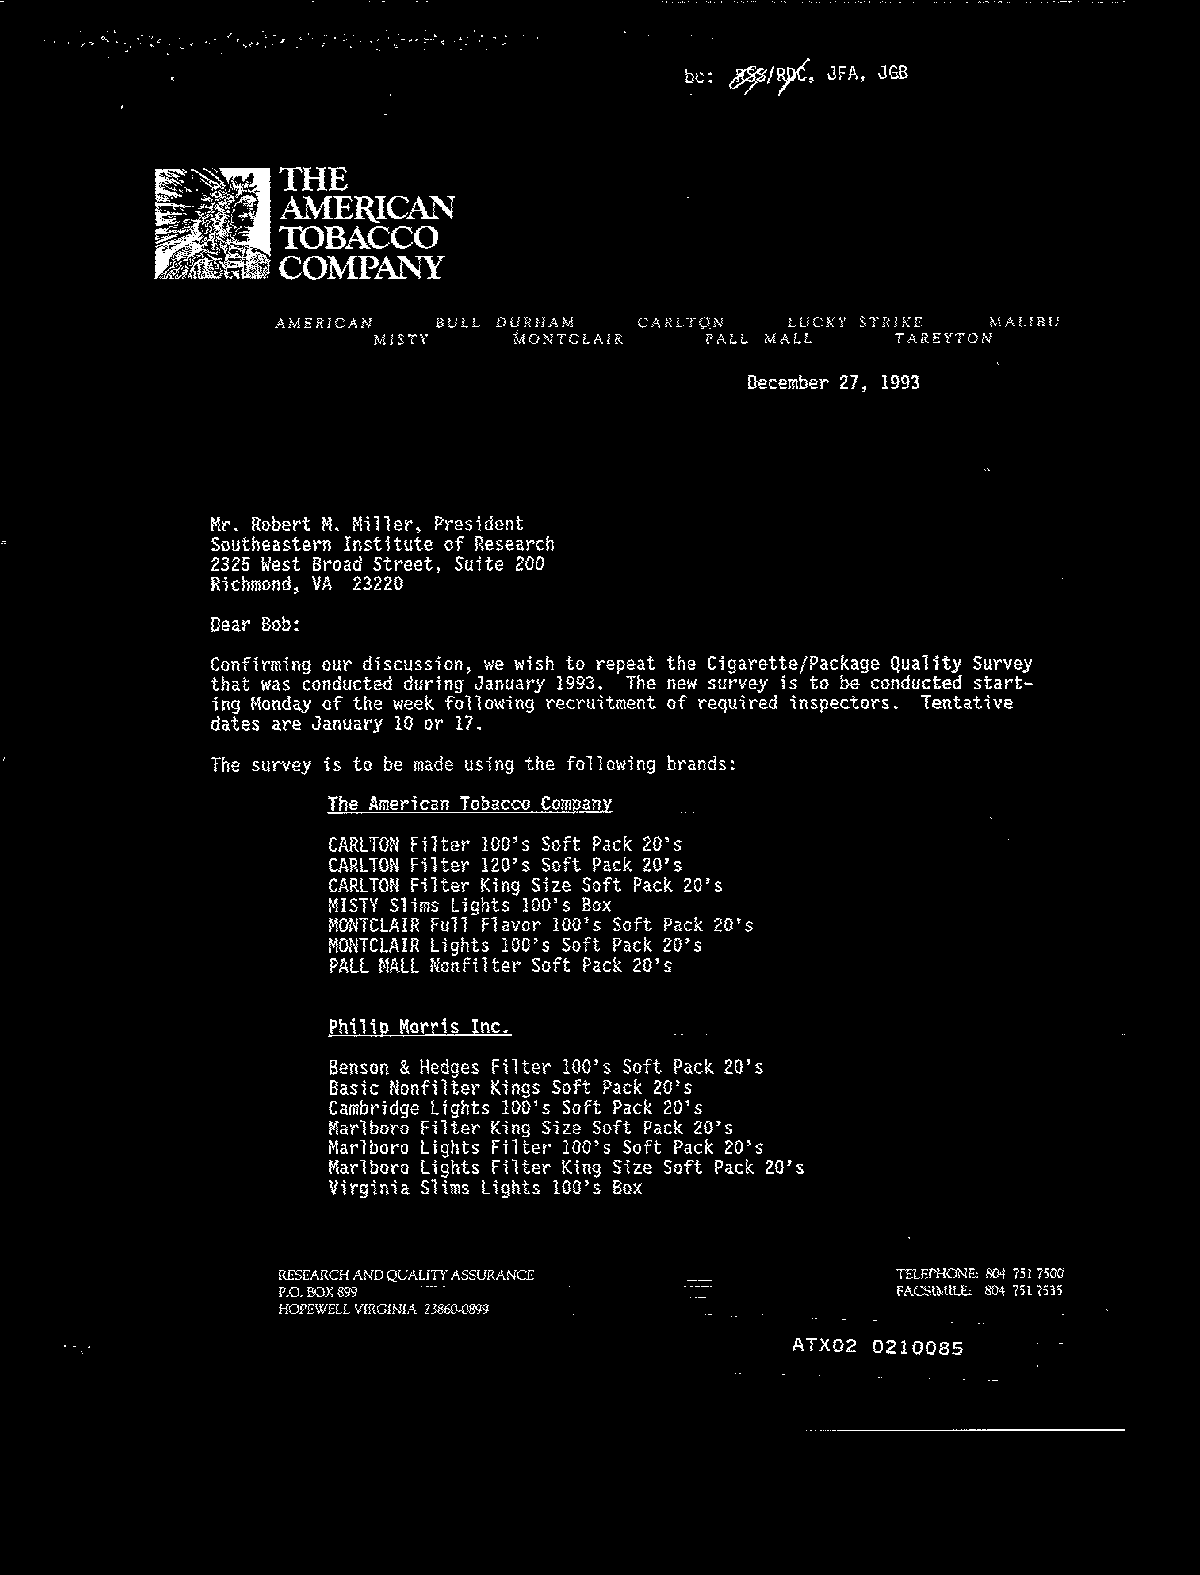 bc: RSS/RDC, JFA, JGB
THE
AMERICAN
TOBACCO
COMPANY
AMERICAN BULL DURHAM CARLTON LUCKY STRIKE MALIBU
MISTY MONTCLAIR PALL MALL TAREYTON
December 27, 1993
Mr. Robert M. Miller, President
Southeastern Institute of Research
2325 West Broad Street, Suite 200
Richmond, VA 23220
Dear Bob:
Confirming our discussion, we wish to repeat the Cigarette/Package Quality Survey
that was conducted during January 1993. The new survey is to be conducted start-
ing Monday of the week following recruitment of required inspectors. Tentative
dates are January 10 or 17.
The survey is to be made using the following brands:
The American Tobacco Company
CARLTON Filter 100's Soft Pack 20's
CARLTON Filter 120's Soft Pack 20's
CARLTON Filter King Size Soft Pack 20's
MISTY Slims Lights 100's Box
MONTCLAIR Full Flavor 100's Soft Pack 20's
MONTCLAIR Lights 100's Soft Pack 20's
PALL MALL Nonfilter Soft Pack 20's
Philip Morris Inc.
Benson & Hedges Filter 100's Soft Pack 20's
Basic Nonfilter Kings Soft Pack 20's
Cambridge Lights 100's Soft Pack 20's
Marlboro Filter King Size Soft Pack 20's
Marlboro Lights Filter 100's Soft Pack 20's
Marlboro Lights Filter King Size Soft Pack 20's
Virginia Slims Lights 100's Box
RESEARCH AND QUALITY ASSURANCE
P.O. BOX 899
HOPEWELL VIRGINIA 23860-0899
TELEPHONE: 804 751 7500
FACSIMILE: 804 751 7535
ATX02 0210085